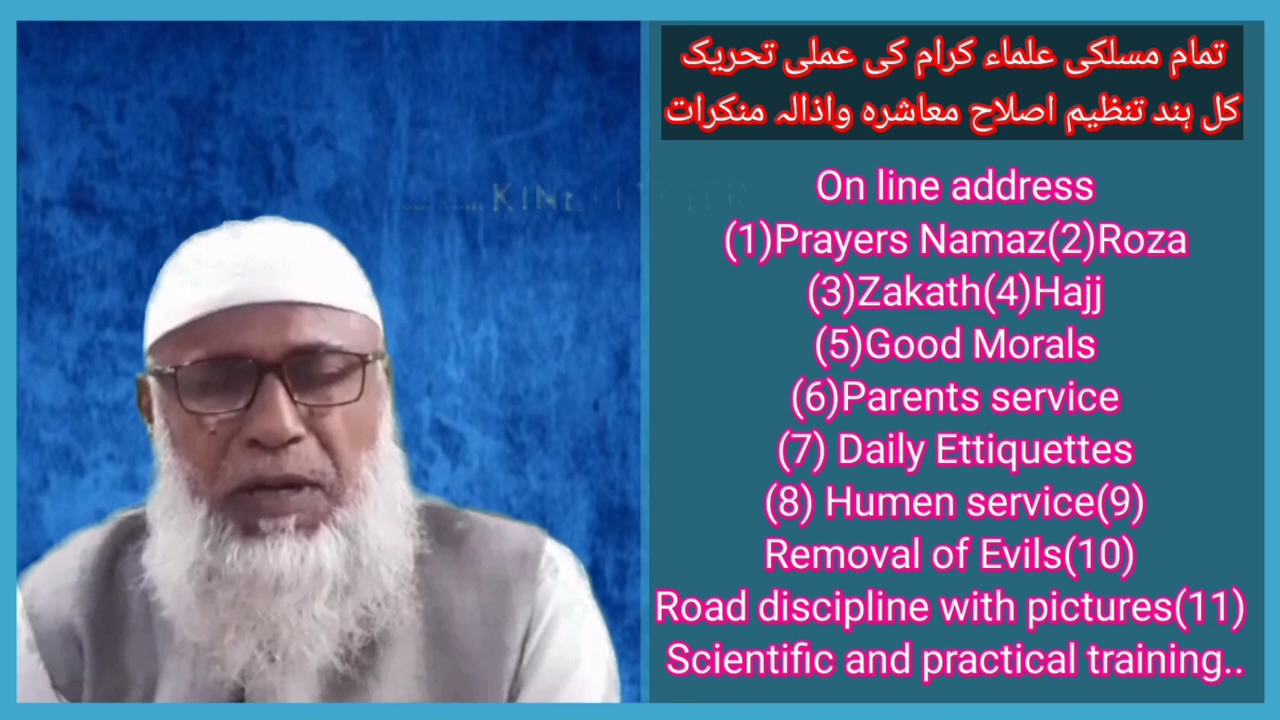 تمام مسلکی علماء کرام کی عملی تحریک
کل ہند تنظیم اصلاح معاشرہ واذالہ منکرات
On line address
(1)Prayers Namaz(2)Roza
(3)Zakath(4)Hajj
(5)Good Morals
(6)Parents service
(7) Daily Ettiquettes
(8) Humen service(9)
Removal of Evils(10)
Road discipline with pictures(11)
Scientific and practical training..